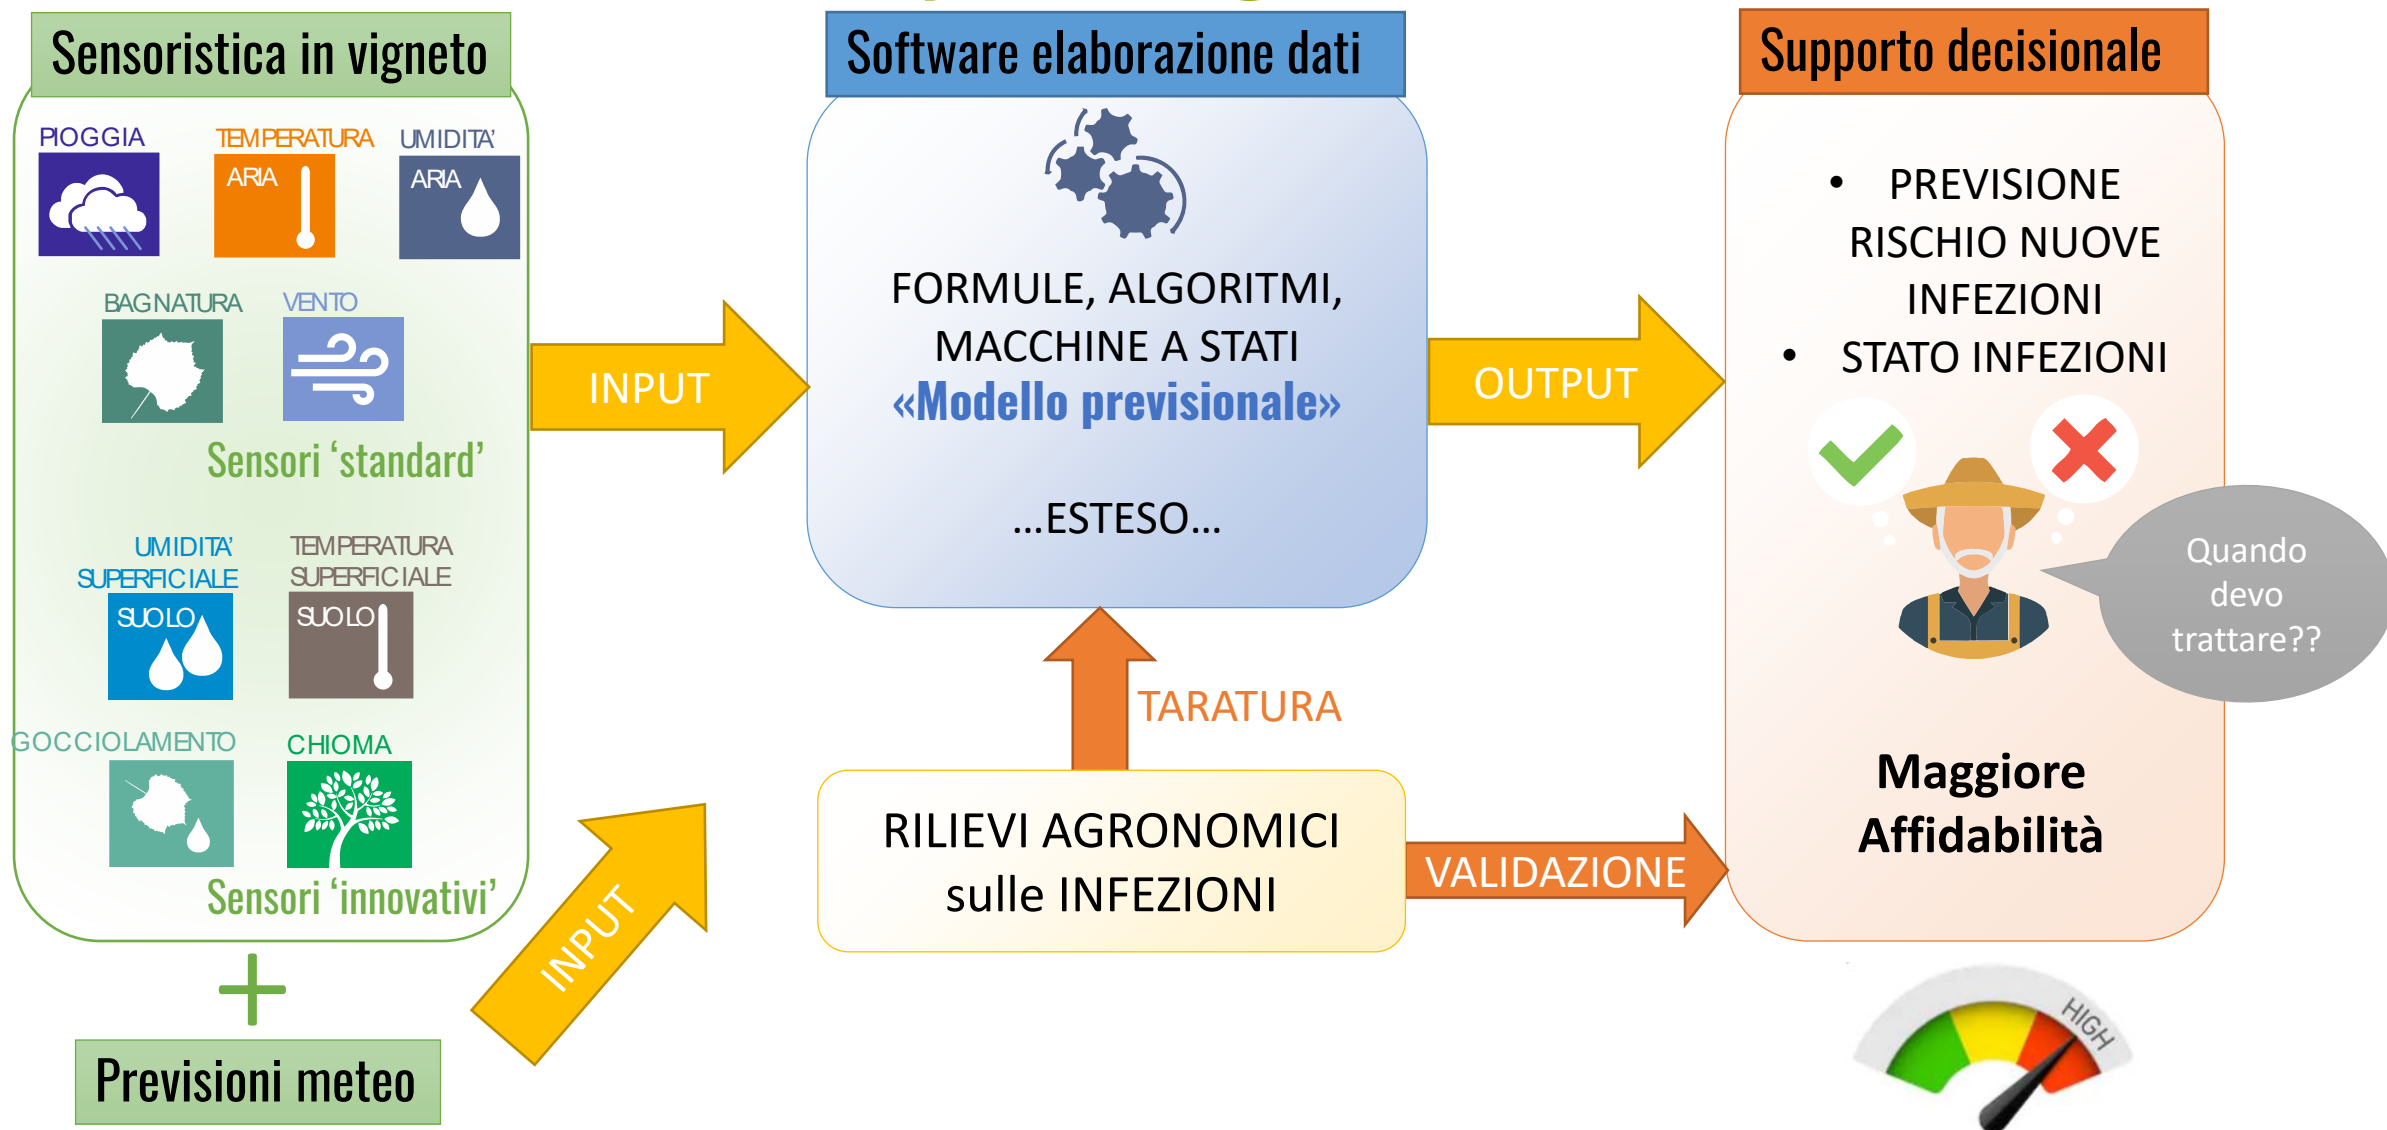 Sensoristica in vigneto
PIOGGIA
TEMPERATURA
ARIA
UMIDITA’
ARIA
BAGNATURA
VENTO
Sensori ‘standard’
UMIDITA’
SUPERFICIALE
SUOLO
TEMPERATURA
SUPERFICIALE
SUOLO
GOCCIOLAMENTO
CHIOMA
Sensori ‘innovativi’
+
Previsioni meteo
INPUT
INPUT
Software elaborazione dati
FORMULE, ALGORITMI,
MACCHINE A STATI
«Modello previsionale»
...ESTESO...
TARATURA
RILIEVI AGRONOMICI
sulle INFEZIONI
OUTPUT
VALIDAZIONE
Supporto decisionale
• PREVISIONE
RISCHIO NUOVE
INFEZIONI
• STATO INFEZIONI
Quando
devo
trattare??
Maggiore
Affidabilità
HIGH